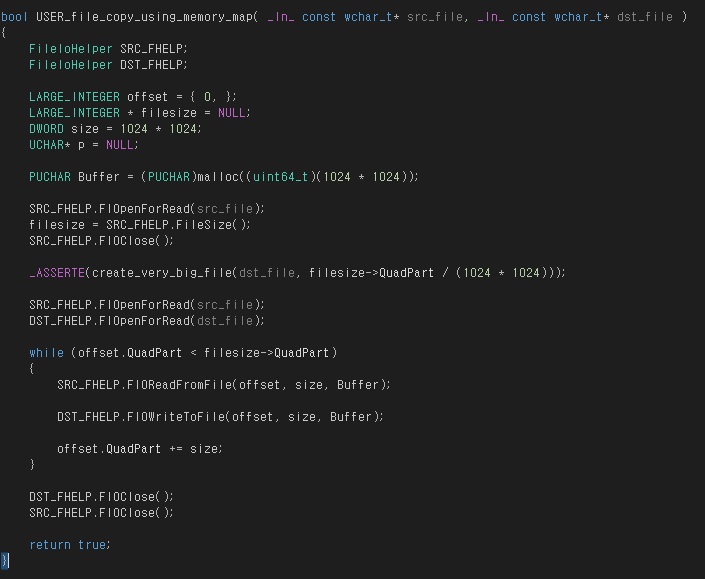 bool USER_file_copy_using_memory_map( _In_ const wchar_t* src_file, _In_ const wchar_t* dst_file )
{
FileIoHelper SRC_FHELP;
FileIoHelper DST_FHELP;
LARGE_INTEGER offset = { 0, };
LARGE_INTEGER * filesize = NULL;
DWORD size = 1024 * 1024;
UCHAR* p = NULL;
PUCHAR Buffer = (PUCHAR)malloc((uint64_t)(1024 * 1024));
SRC_FHELP.FIOpenForRead(src_file);
filesize = SRC_FHELP.FileSize();
SRC_FHELP.FIOClose();
_ASSERTE(create_very_big_file(dst_file, filesize->QuadPart / (1024 * 1024)));
SRC_FHELP.FIOpenForRead(src_file);
DST_FHELP.FIOpenForRead(dst_file);
while (offset.QuadPart < filesize->QuadPart)
{
SRC_FHELP.FIOReadFromFile(offset, size, Buffer);
DST_FHELP.FIOWriteToFile(offset, size, Buffer);
offset.QuadPart += size;
}
DST_FHELP.FIOClose();
SRC_FHELP.FIOClose();
return true;
}